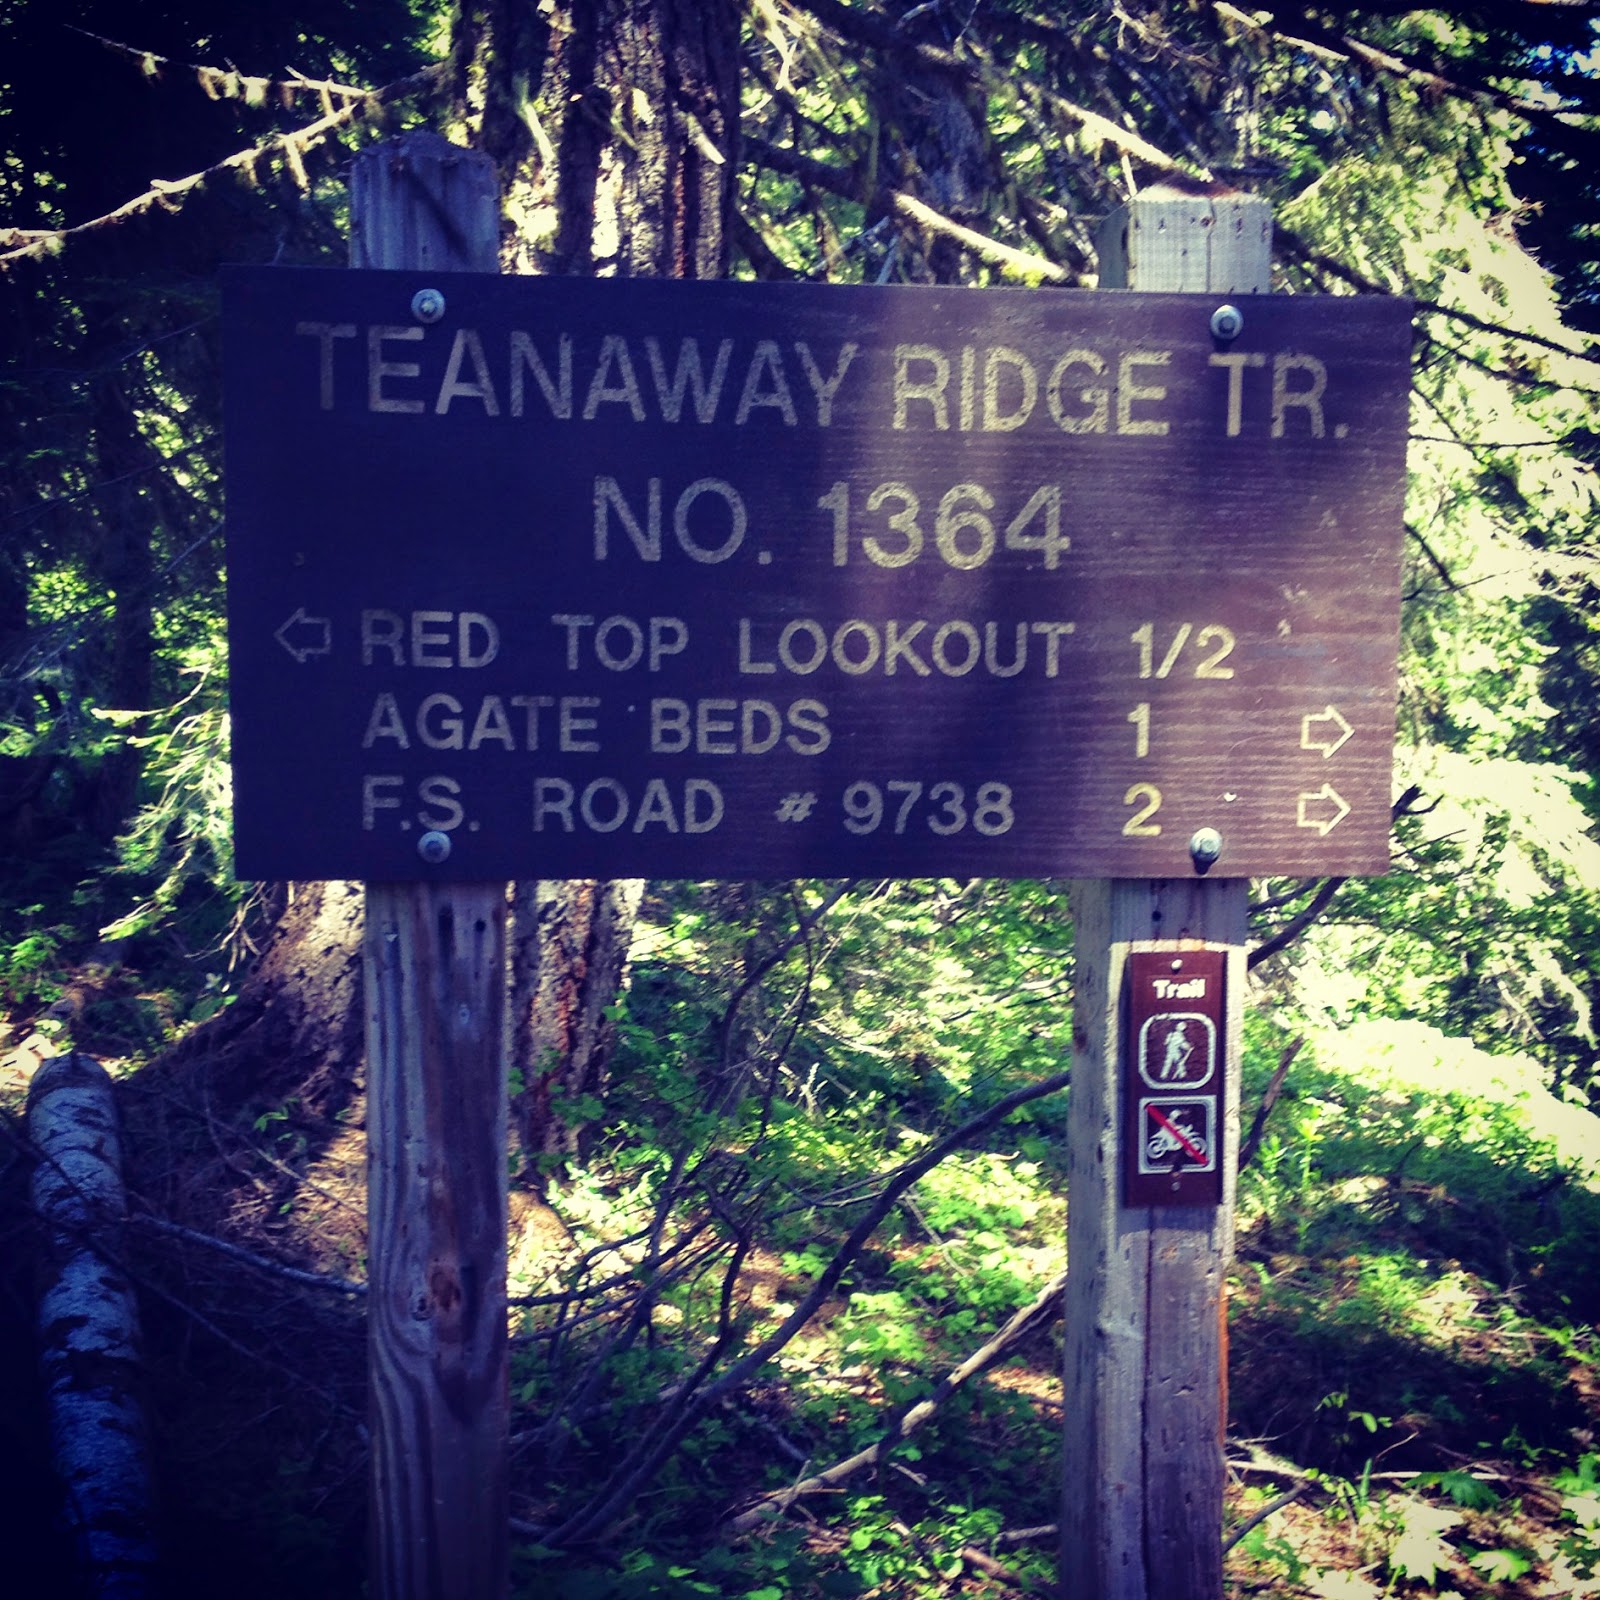 TEANAWAY RIDGE TR.
NO. 1364
RED TOP LOOKOUT 1/2
AGATE BEDS 1
F.S. ROAD # 9738 2
Trail